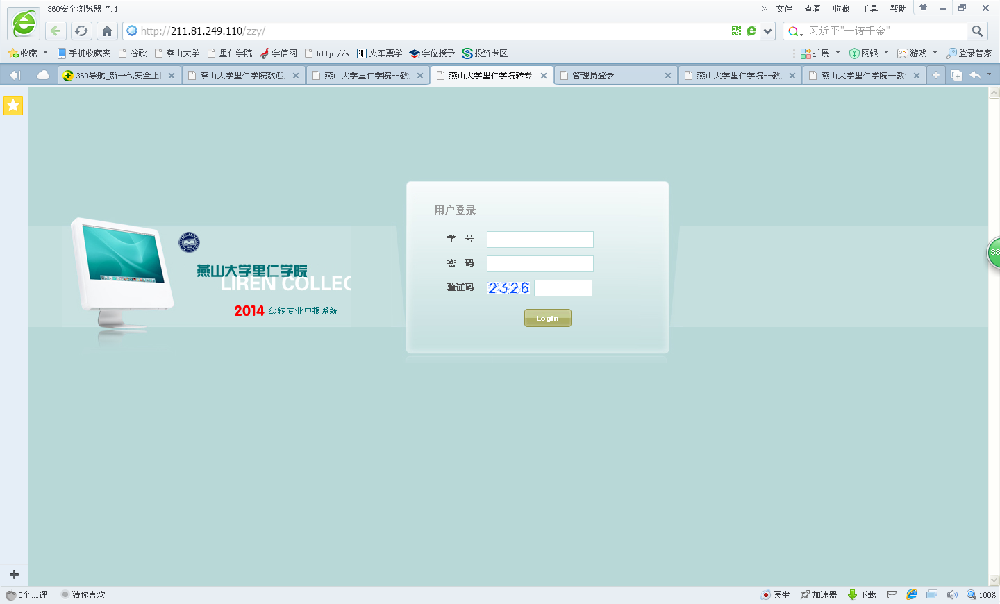 360安全浏览器 7.1
文件 查看 收藏 工具 帮助
http://211.81.249.110/zzy/
习近平"一诺千金"
收藏 手机收藏夹 谷歌 燕山大学 里仁学院 学信网 http://w 火车票学 学位授予 投资专区 扩展 网银 游戏 登录管家
360导航_新一代安全上 燕山大学里仁学院欢迎 燕山大学里仁学院--教 燕山大学里仁学院转专 管理员登录 燕山大学里仁学院--教 燕山大学里仁学院--教
用户登录
学 号
密 码
验证码 2326
Login
燕山大学里仁学院
LIREN COLLEC
2014 级转专业申报系统
38
0个点评 猜你喜欢 医生 加速器 下载 100%